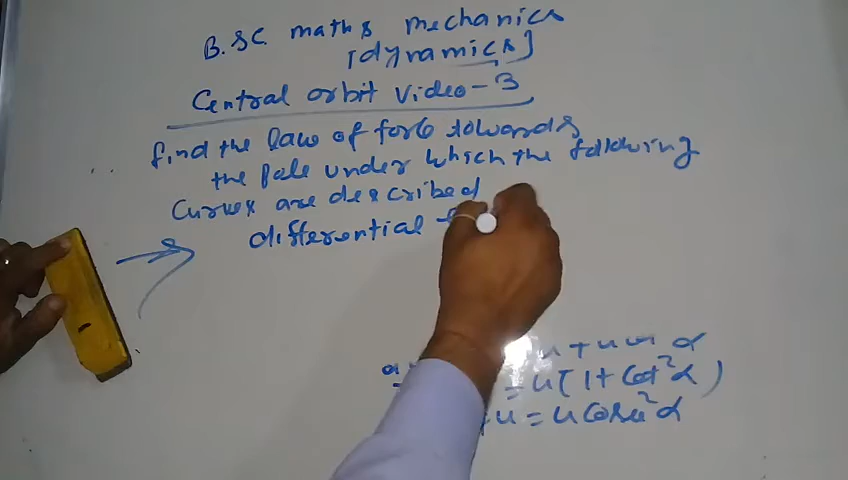 B.SC. maths mechanics
[dynamics]
Central orbit Video-3
find the law of force towards
the pole under which the following
Curves are described
differential
u + u α
= u[1+ Cot²α)
u = u Cosec²α